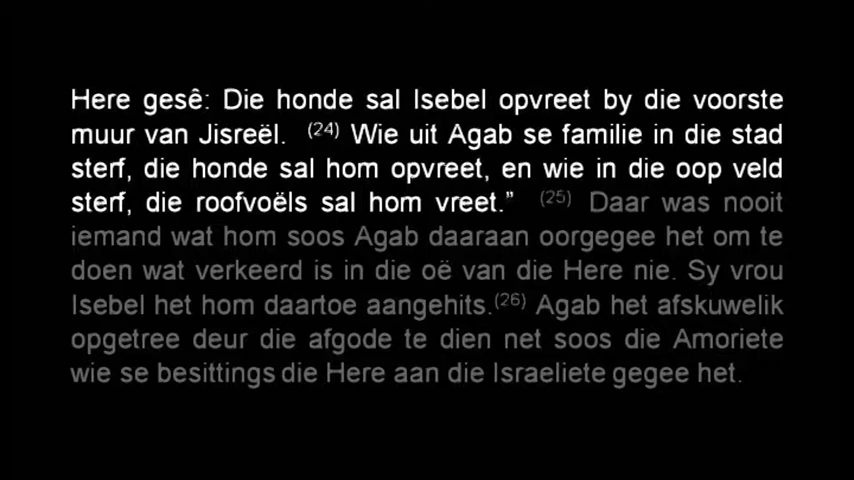 Here gesê: Die honde sal Isebel opvreet by die voorste
muur van Jisreël. (24) Wie uit Agab se familie in die stad
sterf, die honde sal hom opvreet, en wie in die oop veld
sterf, die roofvoëls sal hom vreet.” (25) Daar was nooit
iemand wat hom soos Agab daaraan oorgegee het om te
doen wat verkeerd is in die oë van die Here nie. Sy vrou
Isebel het hom daartoe aangehits.(26) Agab het afskuwelik
opgetree deur die afgode te dien net soos die Amoriete
wie se besittings die Here aan die Israeliete gegee het.